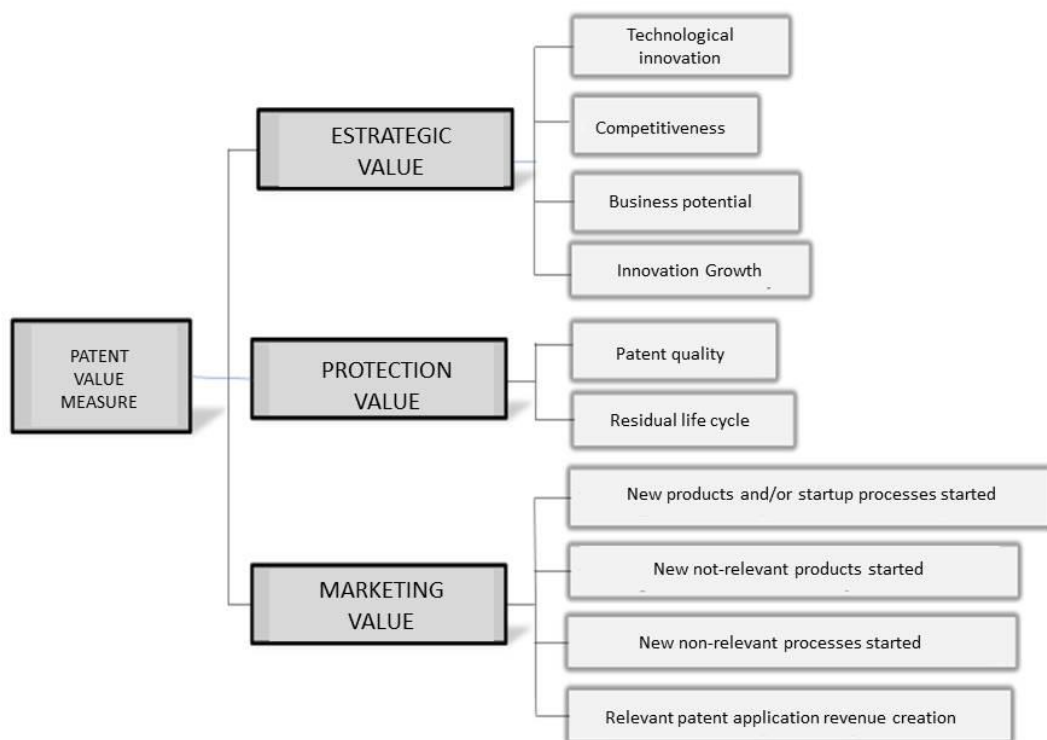 PATENT
VALUE
MEASURE
ESTRATEGIC
VALUE
Technological
innovation
Competitiveness
Business potential
Innovation Growth
PROTECTION
VALUE
Patent quality
Residual life cycle
MARKETING
VALUE
New products and/or startup processes started
New not-relevant products started
New non-relevant processes started
Relevant patent application revenue creation